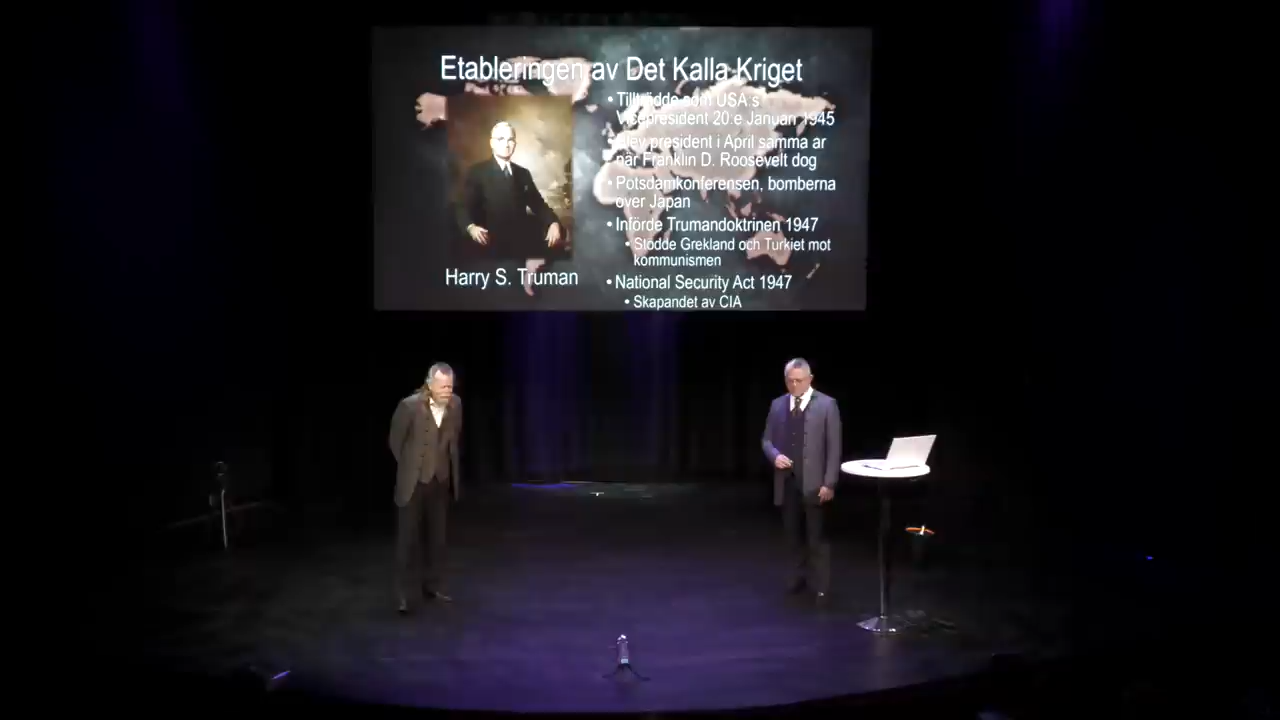 Etableringen av Det Kalla Kriget
• Tillträdde som USA:s
Vicepresident 20:e Januari 1945
• Blev president i April samma år
när Franklin D. Roosevelt dog
• Potsdamkonferensen, bomberna
över Japan
• Införde Trumandoktrinen 1947
• Stödde Grekland och Turkiet mot
kommunismen
• National Security Act 1947
• Skapandet av CIA
Harry S. Truman